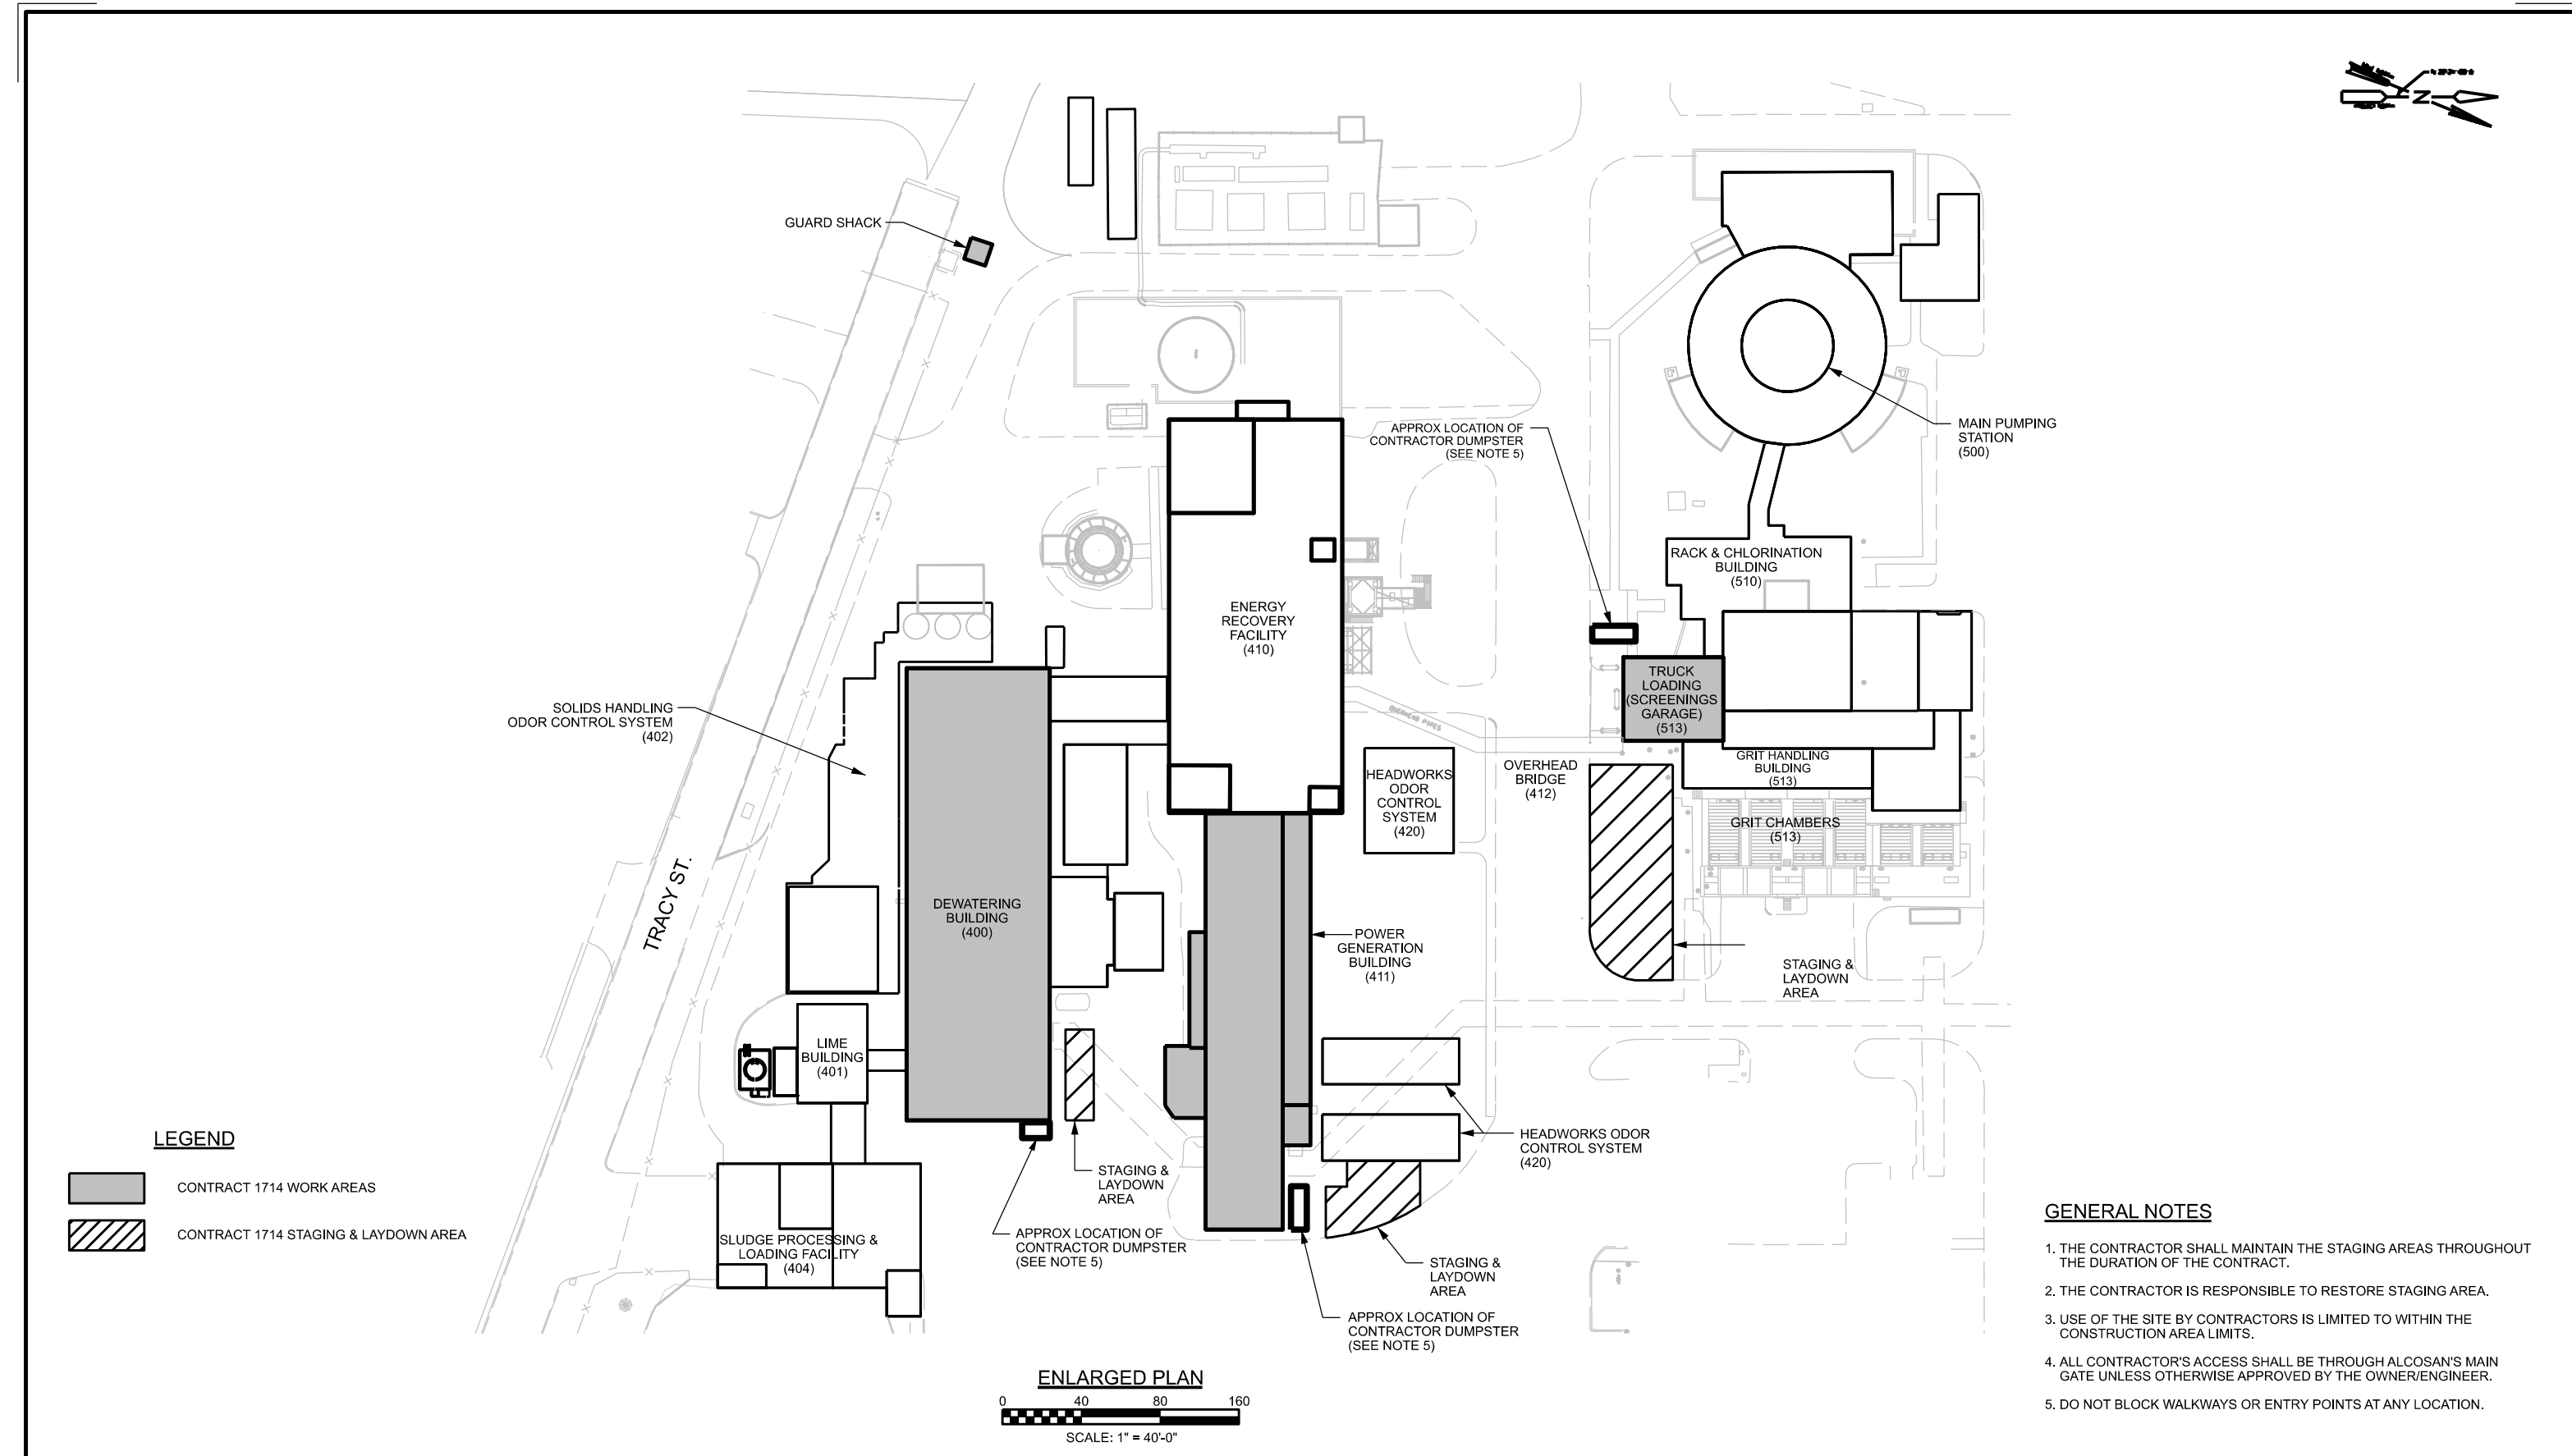 GUARD SHACK
APPROX LOCATION OF
CONTRACTOR DUMPSTER
(SEE NOTE 5)
MAIN PUMPING
STATION
(500)
RACK & CHLORINATION
BUILDING
(510)
ENERGY
RECOVERY
FACILITY
(410)
TRUCK
LOADING
(SCREENINGS
GARAGE)
(513)
SOLIDS HANDLING
ODOR CONTROL SYSTEM
(402)
OVERHEAD PIPES
GRIT HANDLING
BUILDING
(513)
OVERHEAD
BRIDGE
(412)
HEADWORKS
ODOR
CONTROL
SYSTEM
(420)
GRIT CHAMBERS
(513)
TRACY ST.
DEWATERING
BUILDING
(400)
POWER
GENERATION
BUILDING
(411)
STAGING &
LAYDOWN
AREA
LIME
BUILDING
(401)
HEADWORKS ODOR
CONTROL SYSTEM
(420)
STAGING &
LAYDOWN
AREA
SLUDGE PROCESSING &
LOADING FACILITY
(404)
APPROX LOCATION OF
CONTRACTOR DUMPSTER
(SEE NOTE 5)
STAGING &
LAYDOWN
AREA
APPROX LOCATION OF
CONTRACTOR DUMPSTER
(SEE NOTE 5)
LEGEND
CONTRACT 1714 WORK AREAS
CONTRACT 1714 STAGING & LAYDOWN AREA
ENLARGED PLAN
0 40 80 160
SCALE: 1" = 40'-0"
N
GENERAL NOTES
1. THE CONTRACTOR SHALL MAINTAIN THE STAGING AREAS THROUGHOUT
THE DURATION OF THE CONTRACT.
2. THE CONTRACTOR IS RESPONSIBLE TO RESTORE STAGING AREA.
3. USE OF THE SITE BY CONTRACTORS IS LIMITED TO WITHIN THE
CONSTRUCTION AREA LIMITS.
4. ALL CONTRACTOR'S ACCESS SHALL BE THROUGH ALCOSAN'S MAIN
GATE UNLESS OTHERWISE APPROVED BY THE OWNER/ENGINEER.
5. DO NOT BLOCK WALKWAYS OR ENTRY POINTS AT ANY LOCATION.